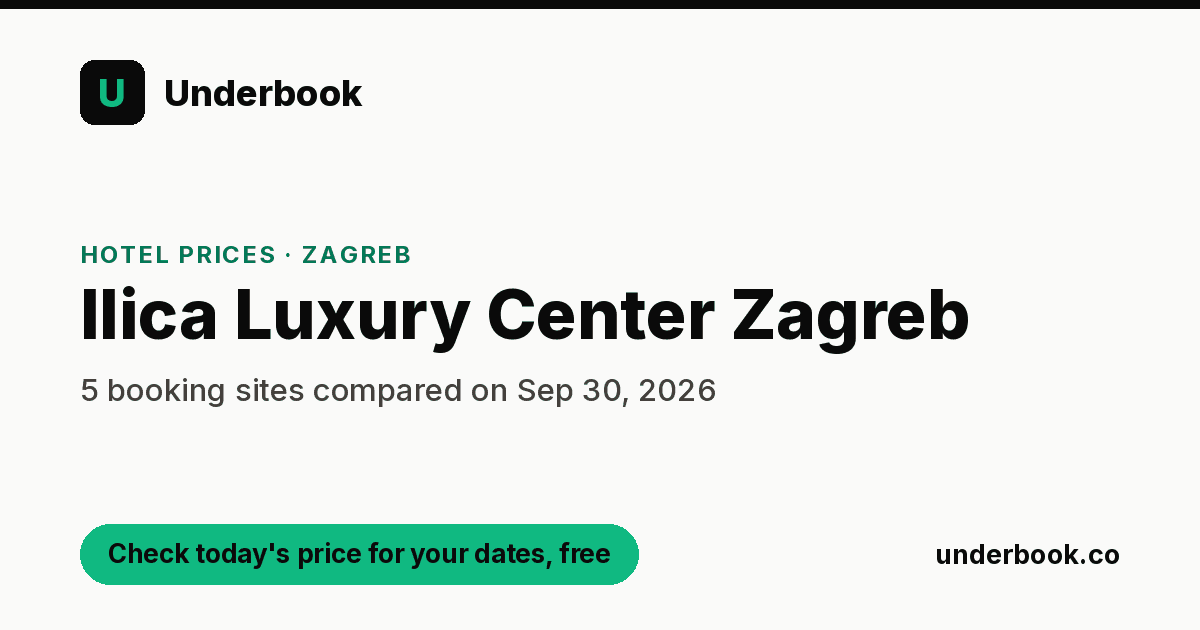 U Underbook
HOTEL PRICES · ZAGREB
Ilica Luxury Center Zagreb
5 booking sites compared on Sep 30, 2026
Check today's price for your dates, free
underbook.co